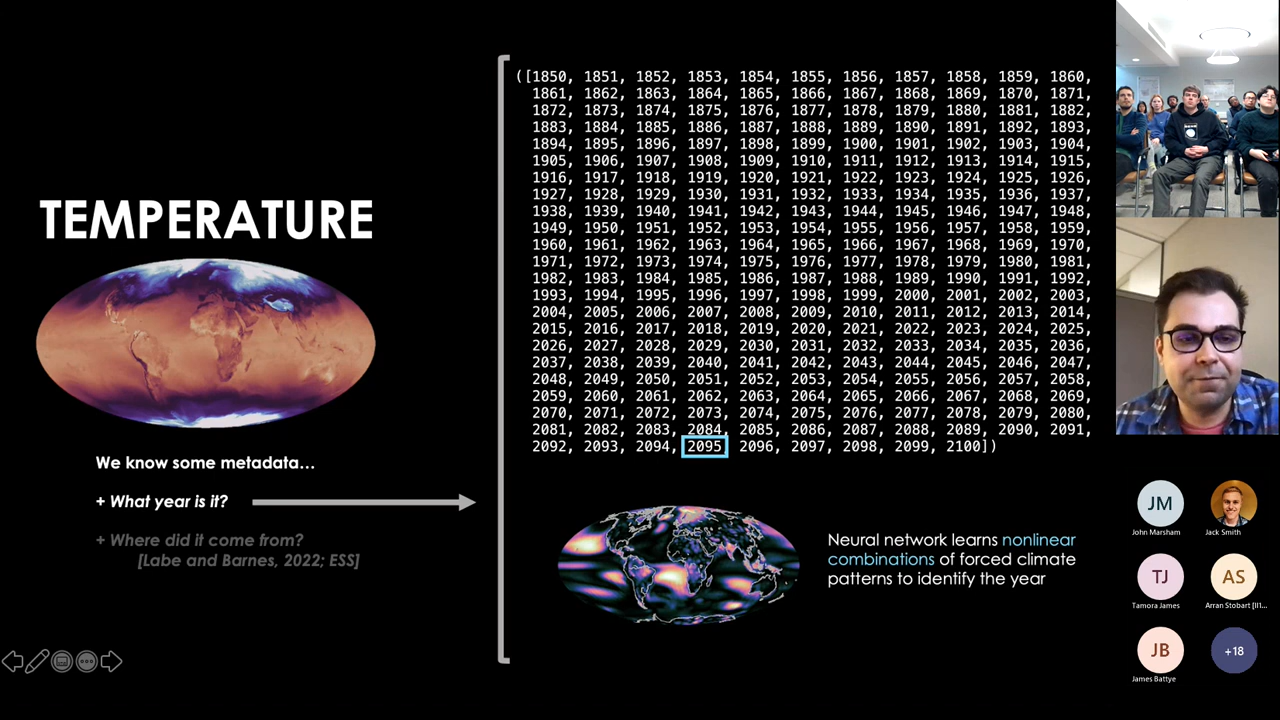 TEMPERATURE
We know some metadata...
+ What year is it?
+ Where did it come from?
[Labe and Barnes, 2022; ESS]
([1850, 1851, 1852, 1853, 1854, 1855, 1856, 1857, 1858, 1859, 1860,
1861, 1862, 1863, 1864, 1865, 1866, 1867, 1868, 1869, 1870, 1871,
1872, 1873, 1874, 1875, 1876, 1877, 1878, 1879, 1880, 1881, 1882,
1883, 1884, 1885, 1886, 1887, 1888, 1889, 1890, 1891, 1892, 1893,
1894, 1895, 1896, 1897, 1898, 1899, 1900, 1901, 1902, 1903, 1904,
1905, 1906, 1907, 1908, 1909, 1910, 1911, 1912, 1913, 1914, 1915,
1916, 1917, 1918, 1919, 1920, 1921, 1922, 1923, 1924, 1925, 1926,
1927, 1928, 1929, 1930, 1931, 1932, 1933, 1934, 1935, 1936, 1937,
1938, 1939, 1940, 1941, 1942, 1943, 1944, 1945, 1946, 1947, 1948,
1949, 1950, 1951, 1952, 1953, 1954, 1955, 1956, 1957, 1958, 1959,
1960, 1961, 1962, 1963, 1964, 1965, 1966, 1967, 1968, 1969, 1970,
1971, 1972, 1973, 1974, 1975, 1976, 1977, 1978, 1979, 1980, 1981,
1982, 1983, 1984, 1985, 1986, 1987, 1988, 1989, 1990, 1991, 1992,
1993, 1994, 1995, 1996, 1997, 1998, 1999, 2000, 2001, 2002, 2003,
2004, 2005, 2006, 2007, 2008, 2009, 2010, 2011, 2012, 2013, 2014,
2015, 2016, 2017, 2018, 2019, 2020, 2021, 2022, 2023, 2024, 2025,
2026, 2027, 2028, 2029, 2030, 2031, 2032, 2033, 2034, 2035, 2036,
2037, 2038, 2039, 2040, 2041, 2042, 2043, 2044, 2045, 2046, 2047,
2048, 2049, 2050, 2051, 2052, 2053, 2054, 2055, 2056, 2057, 2058,
2059, 2060, 2061, 2062, 2063, 2064, 2065, 2066, 2067, 2068, 2069,
2070, 2071, 2072, 2073, 2074, 2075, 2076, 2077, 2078, 2079, 2080,
2081, 2082, 2083, 2084, 2085, 2086, 2087, 2088, 2089, 2090, 2091,
2092, 2093, 2094, 2095, 2096, 2097, 2098, 2099, 2100])
Neural network learns nonlinear
combinations of forced climate
patterns to identify the year
JM
John Marsham
Jack Smith
TJ
Tamora James
AS
Arran Stobart [ll1...
JB
James Battye
+18